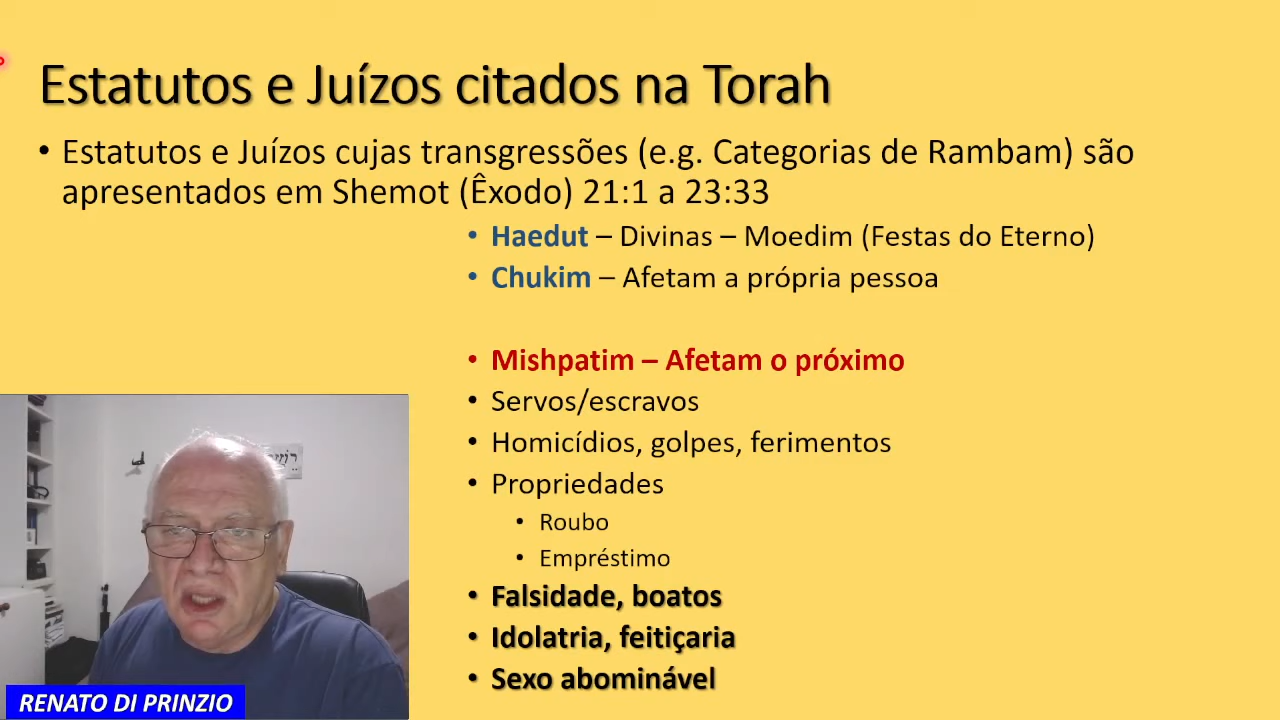 Estatutos e Juízos citados na Torah
• Estatutos e Juízos cujas transgressões (e.g. Categorias de Rambam) são
apresentados em Shemot (Êxodo) 21:1 a 23:33
• Haedut – Divinas – Moedim (Festas do Eterno)
• Chukim – Afetam a própria pessoa
• Mishpatim – Afetam o próximo
• Servos/escravos
• Homicídios, golpes, ferimentos
• Propriedades
• Roubo
• Empréstimo
• Falsidade, boatos
• Idolatria, feitiçaria
• Sexo abominável
RENATO DI PRINZIO